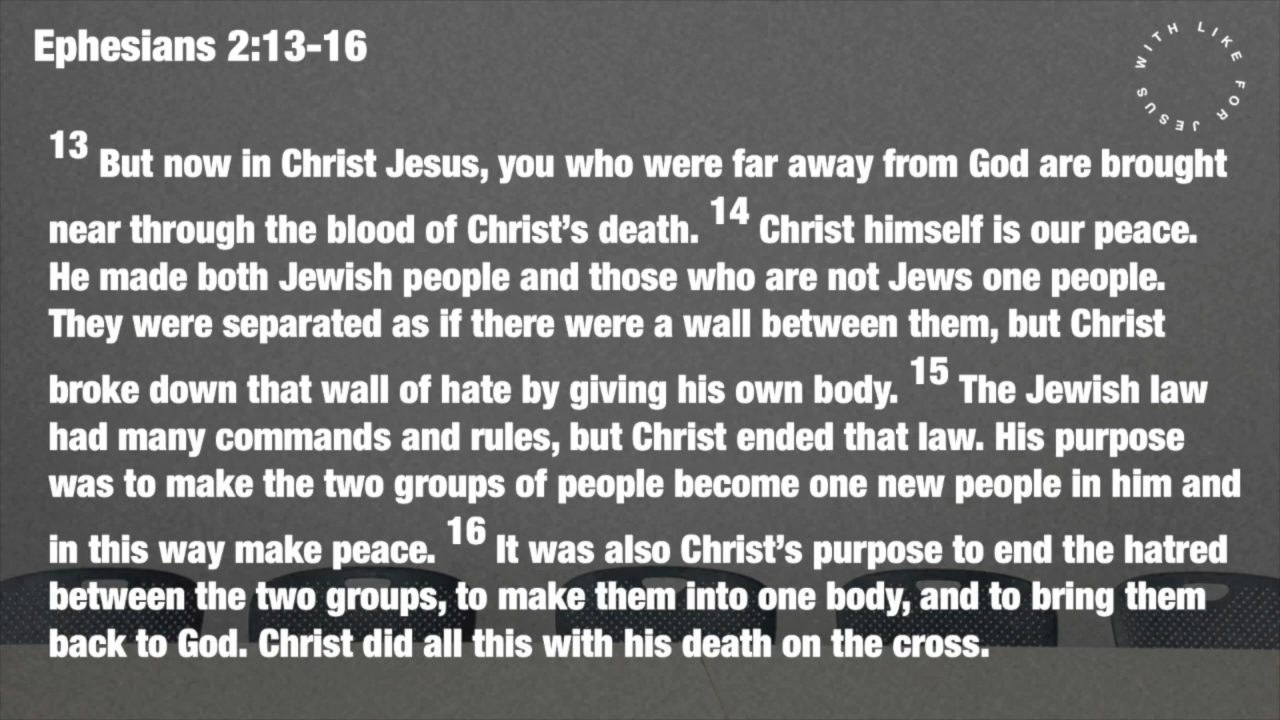 Ephesians 2:13-16
WITH LIKE FOR JESUS
13 But now in Christ Jesus, you who were far away from God are brought
near through the blood of Christ’s death. 14 Christ himself is our peace.
He made both Jewish people and those who are not Jews one people.
They were separated as if there were a wall between them, but Christ
broke down that wall of hate by giving his own body. 15 The Jewish law
had many commands and rules, but Christ ended that law. His purpose
was to make the two groups of people become one new people in him and
in this way make peace. 16 It was also Christ’s purpose to end the hatred
between the two groups, to make them into one body, and to bring them
back to God. Christ did all this with his death on the cross.